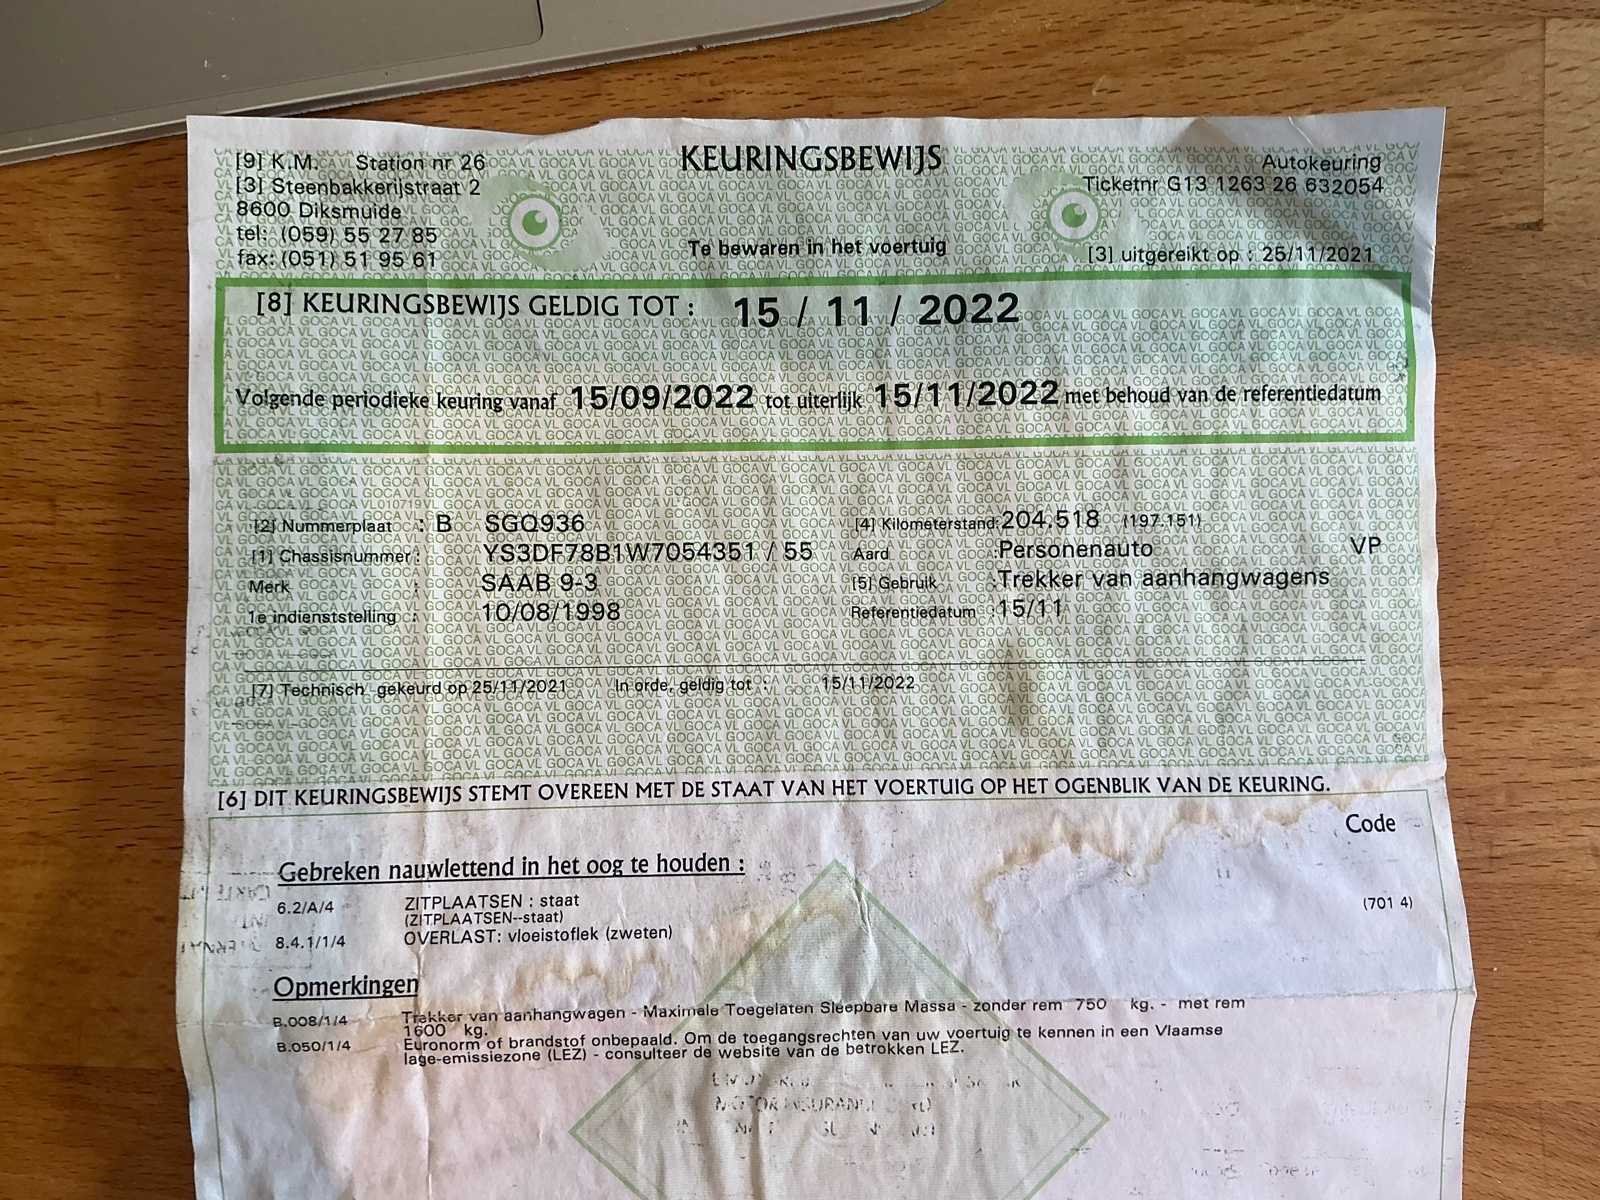 [9] K.M. Station nr 26
[3] Steenbakkerijstraat 2
8600 Diksmuide
tel: (059) 55 27 85
fax: (051) 51 95 61
KEURINGSBEWIJS
Te bewaren in het voertuig
Autokeuring
Ticketnr G13 1263 26 632054
[3] uitgereikt op : 25/11/2021
[8] KEURINGSBEWIJS GELDIG TOT : 15 / 11 / 2022
Volgende periodieke keuring vanaf 15/09/2022 tot uiterlijk 15/11/2022 met behoud van de referentiedatum
[2] Nummerplaat : B SGQ936
[1] Chassisnummer : YS3DF78B1W7054351 / 55
Merk : SAAB 9-3
1e indienststelling : 10/08/1998
[4] Kilometerstand: 204.518 (197.151)
Aard :Personenauto VP
[5] Gebruik :Trekker van aanhangwagens
Referentiedatum :15/11
[7] Technisch gekeurd op 25/11/2021 In orde, geldig tot : 15/11/2022
[6] DIT KEURINGSBEWIJS STEMT OVEREEN MET DE STAAT VAN HET VOERTUIG OP HET OGENBLIK VAN DE KEURING.
Code
Gebreken nauwlettend in het oog te houden :
6.2/A/4 ZITPLAATSEN : staat (701 4)
(ZITPLAATSEN--staat)
8.4.1/1/4 OVERLAST: vloeistoflek (zweten)
Opmerkingen
B.008/1/4 Trekker van aanhangwagen - Maximale Toegelaten Sleepbare Massa - zonder rem 750 kg. - met rem
1600 kg.
B.050/1/4 Euronorm of brandstof onbepaald. Om de toegangsrechten van uw voertuig te kennen in een Vlaamse
lage-emissiezone (LEZ) - consulteer de website van de betrokken LEZ.